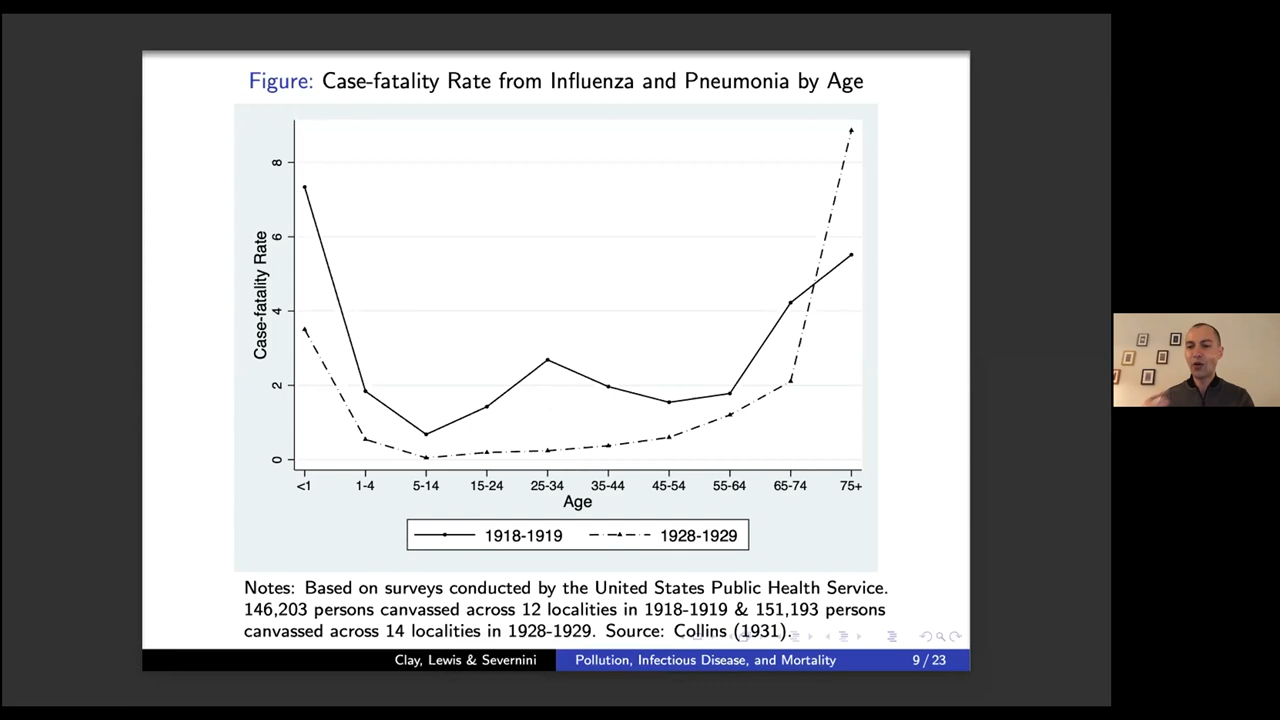 Figure: Case-fatality Rate from Influenza and Pneumonia by Age
Case-fatality Rate
8
6
4
2
0
<1 1-4 5-14 15-24 25-34 35-44 45-54 55-64 65-74 75+
Age
1918-1919 1928-1929
Notes: Based on surveys conducted by the United States Public Health Service.
146,203 persons canvassed across 12 localities in 1918-1919 & 151,193 persons
canvassed across 14 localities in 1928-1929. Source: Collins (1931).
Clay, Lewis & Severnini Pollution, Infectious Disease, and Mortality 9 / 23